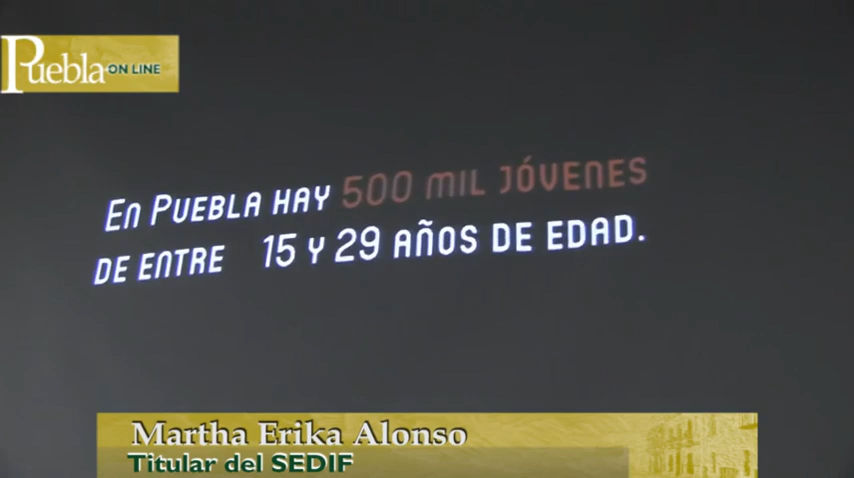 Puebla ON LINE
En Puebla hay 500 mil jóvenes
de entre 15 y 29 años de edad.
Martha Erika Alonso
Titular del SEDIF